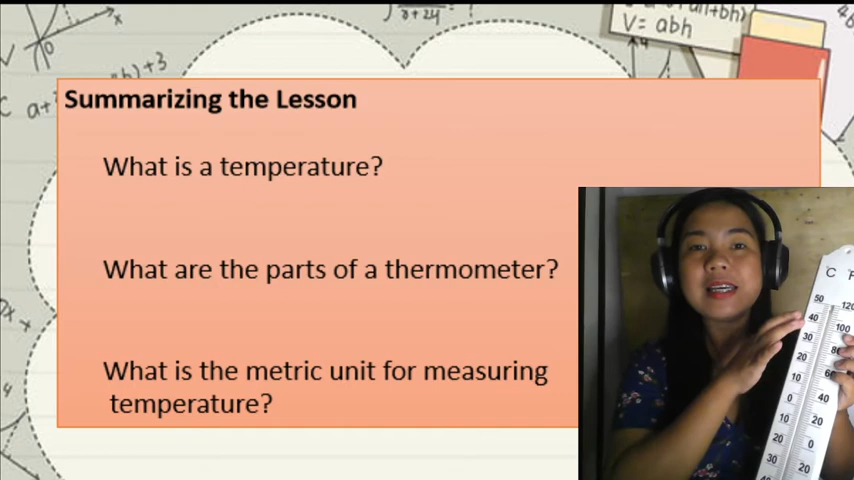 V = abh
Summarizing the Lesson
What is a temperature?
What are the parts of a thermometer?
What is the metric unit for measuring
temperature?
C F
50 120
40 100
30 80
20 60
10
0 40
10 20
20 0
30 20
40